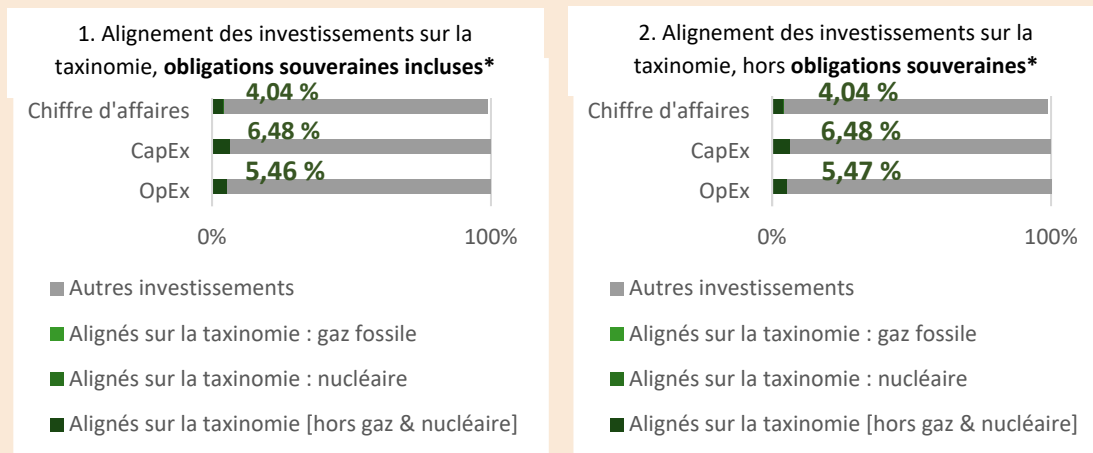 1. Alignement des investissements sur la
taxinomie, obligations souveraines incluses*
4,04 %
Chiffre d'affaires
6,48 %
CapEx
5,46 %
OpEx
0%
100%
Autres investissements
Alignés sur la taxinomie : gaz fossile
Alignés sur la taxinomie : nucléaire
Alignés sur la taxinomie [hors gaz & nucléaire]
2. Alignement des investissements sur la
taxinomie, hors obligations souveraines*
4,04 %
Chiffre d'affaires
6,48 %
CapEx
5,47 %
OpEx
0%
100%
Autres investissements
Alignés sur la taxinomie : gaz fossile
Alignés sur la taxinomie : nucléaire
Alignés sur la taxinomie [hors gaz & nucléaire]